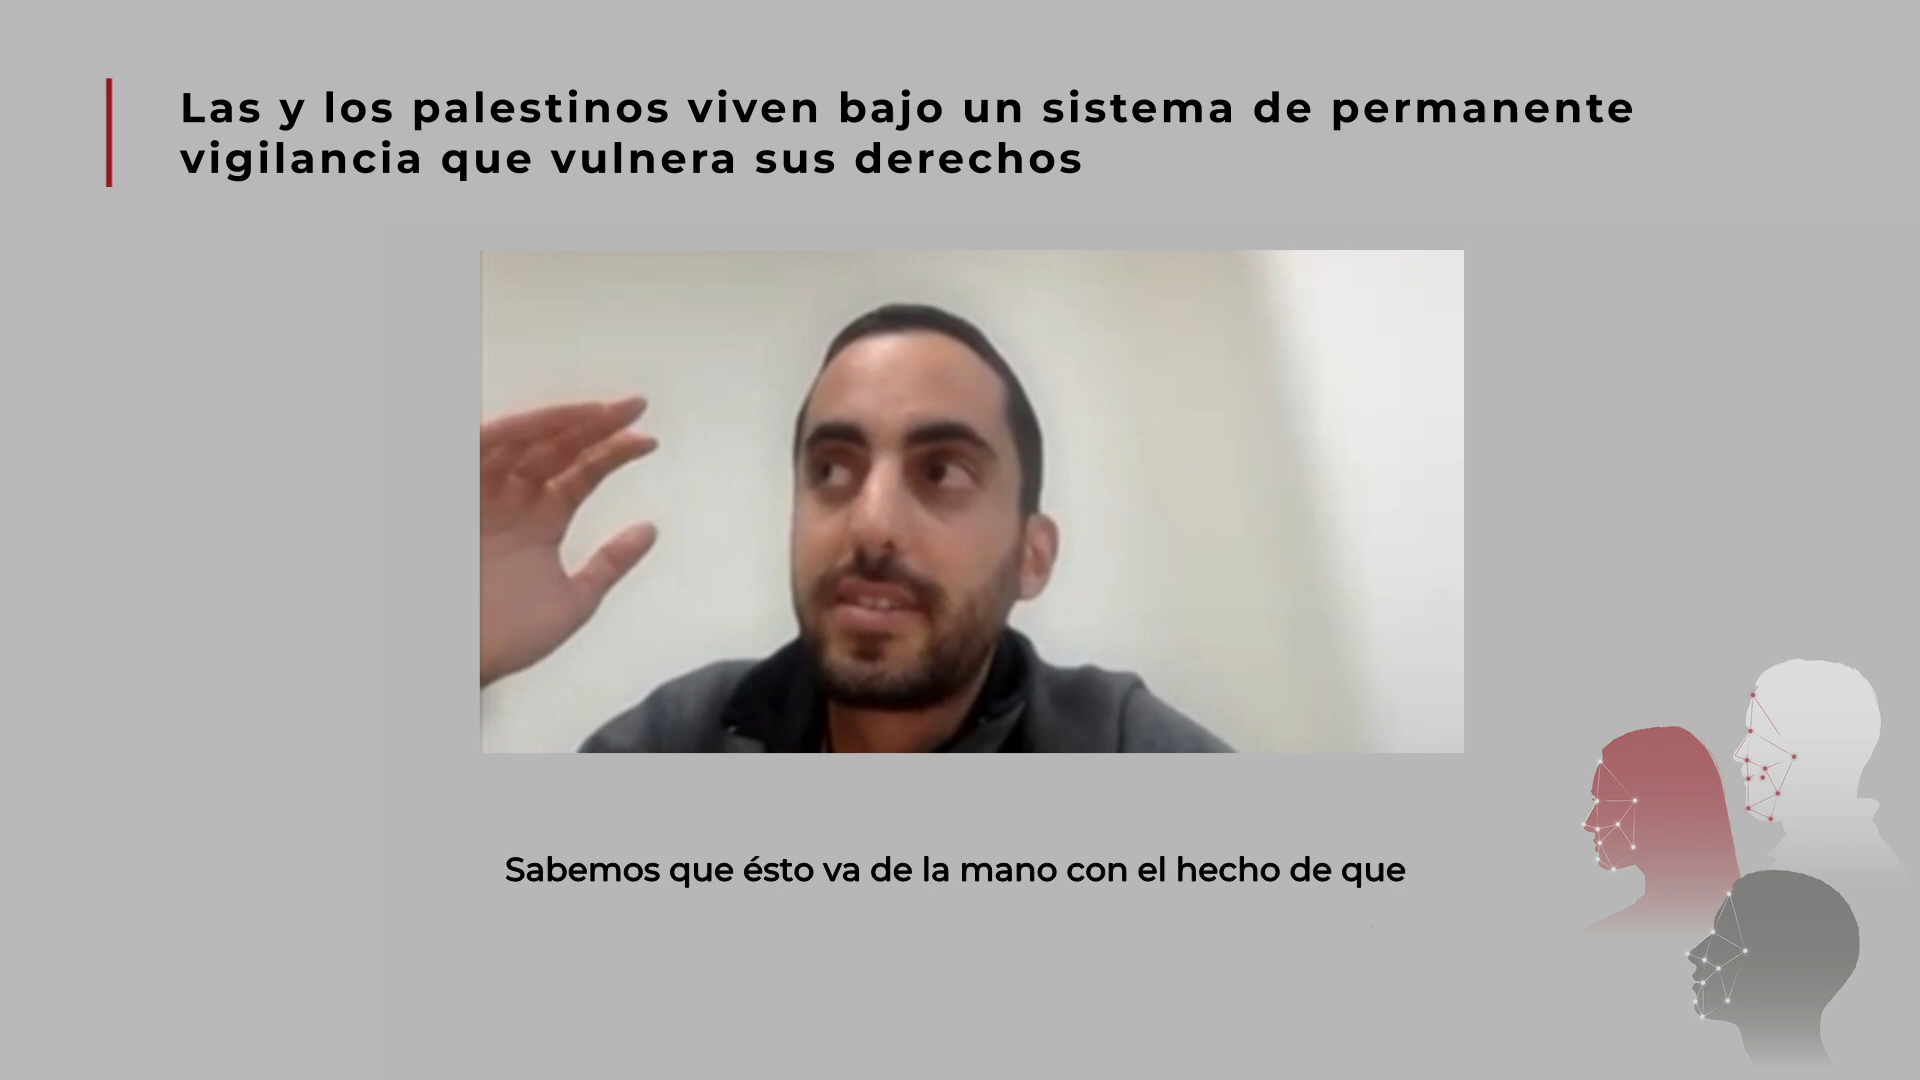 Las y los palestinos viven bajo un sistema de permanente
vigilancia que vulnera sus derechos
Sabemos que ésto va de la mano con el hecho de que